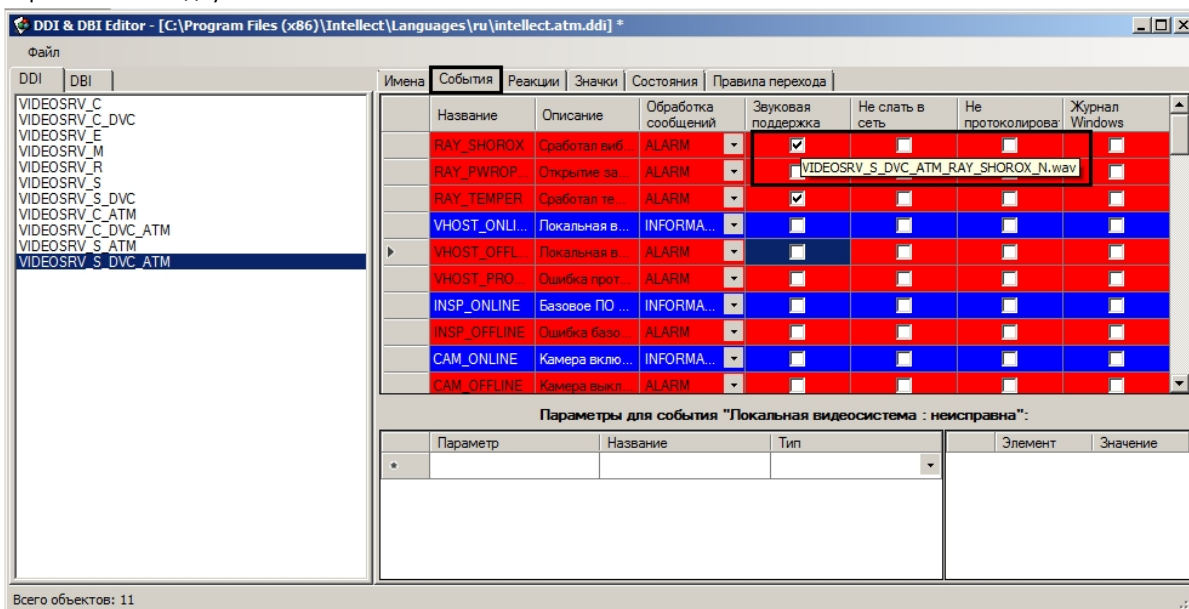 DDI & DBI Editor - [C:\Program Files (x86)\Intellect\Languages\ru\intellect.atm.ddi] *
Файл
DDI DBI
Имена События Реакции Значки Состояния Правила перехода
VIDEOSRV_C
VIDEOSRV_C_DVC
VIDEOSRV_E
VIDEOSRV_M
VIDEOSRV_R
VIDEOSRV_S
VIDEOSRV_S_DVC
VIDEOSRV_C_ATM
VIDEOSRV_C_DVC_ATM
VIDEOSRV_S_ATM
VIDEOSRV_S_DVC_ATM
Название Описание Обработка сообщений Звуковая поддержка Не слать в сеть Не протоколирова Журнал Windows
RAY_SHOROX Сработал виб... ALARM
VIDEOSRV_S_DVC_ATM_RAY_SHOROX_N.wav
RAY_PWROP... Открытие за... ALARM
RAY_TEMPER Сработал те... ALARM
VHOST_ONLI... Локальная в... INFORMA...
VHOST_OFFL... Локальная в... ALARM
VHOST_PRO... Ошибка прот... ALARM
INSP_ONLINE Базовое ПО ... INFORMA...
INSP_OFFLINE Ошибка базо... ALARM
CAM_ONLINE Камера вклю... INFORMA...
CAM_OFFLINE Камера выкл... ALARM
Параметры для события "Локальная видеосистема : неисправна":
Параметр Название Тип Элемент Значение
Всего объектов: 11